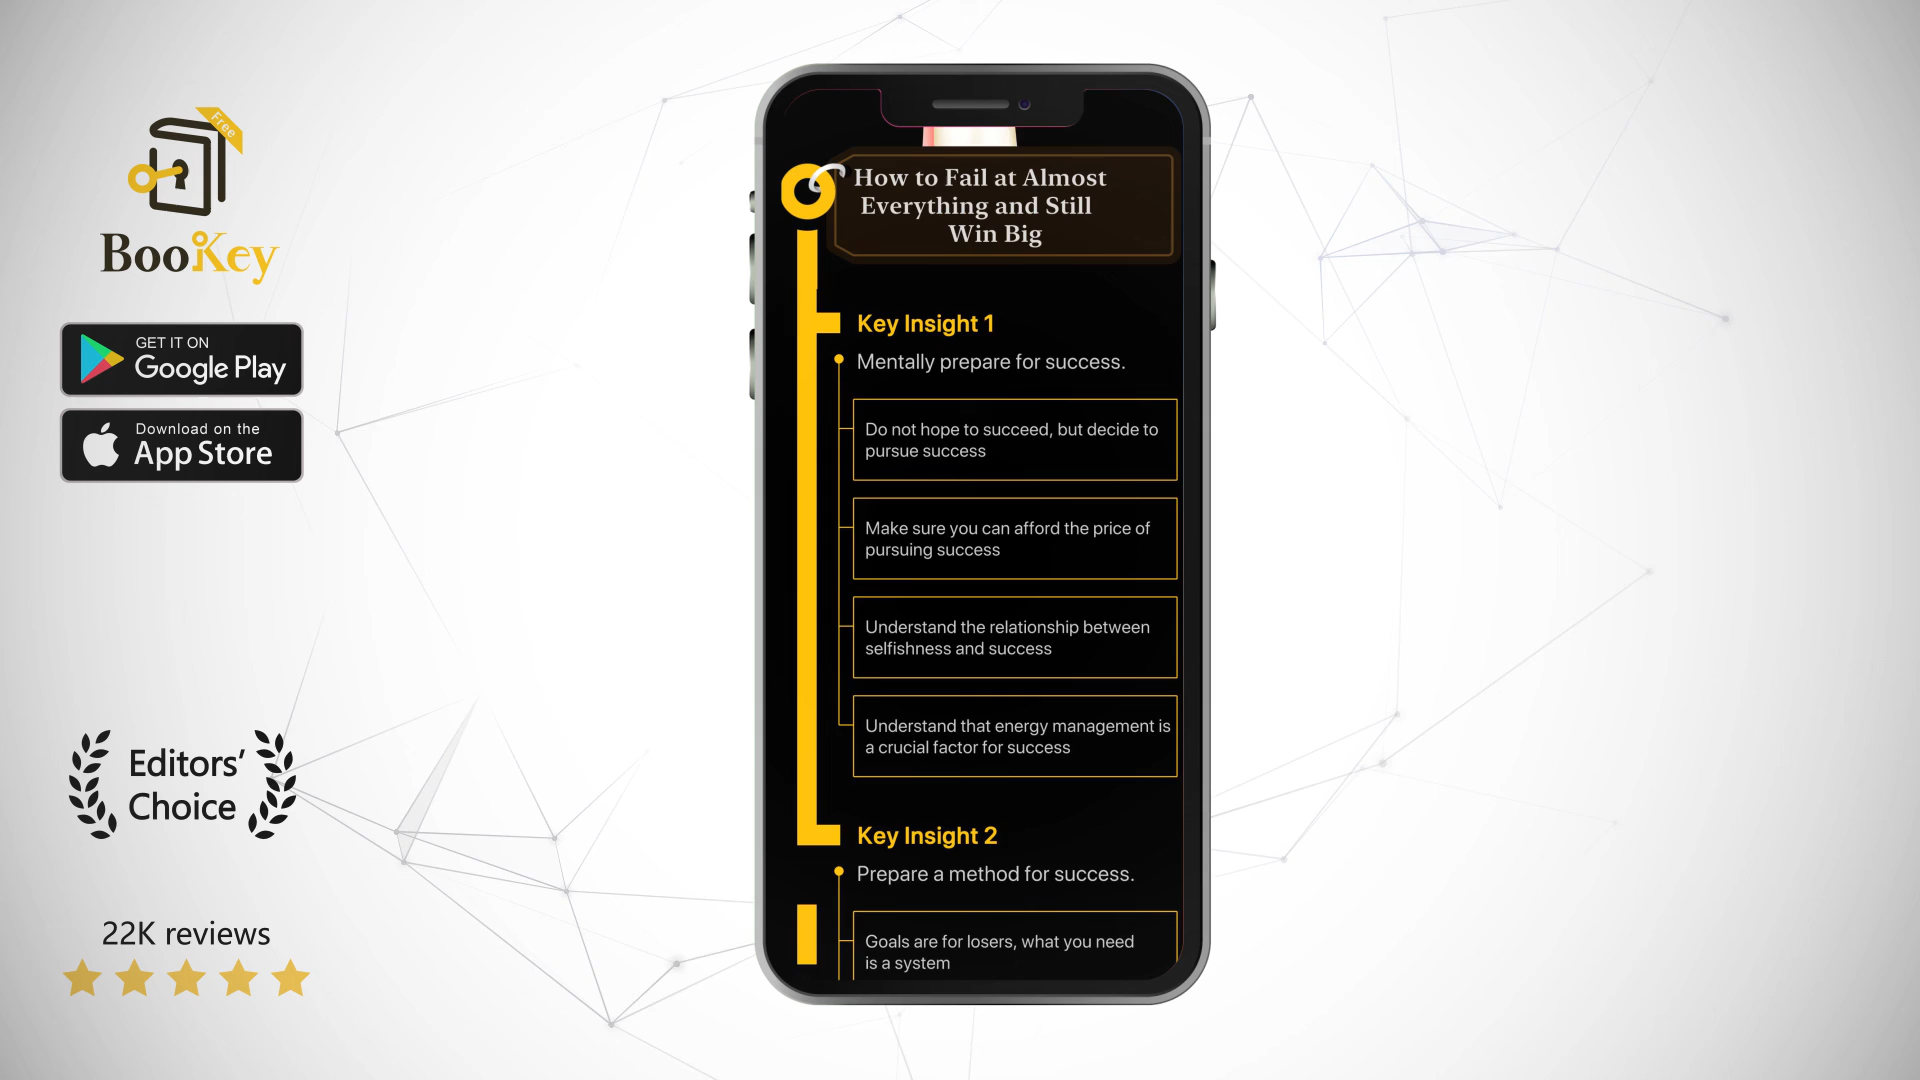 Free
BooKey
GET IT ON
Google Play
Download on the
App Store
Editors'
Choice
22K reviews
How to Fail at Almost
Everything and Still
Win Big
Key Insight 1
Mentally prepare for success.
Do not hope to succeed, but decide to
pursue success
Make sure you can afford the price of
pursuing success
Understand the relationship between
selfishness and success
Understand that energy management is
a crucial factor for success
Key Insight 2
Prepare a method for success.
Goals are for losers, what you need
is a system